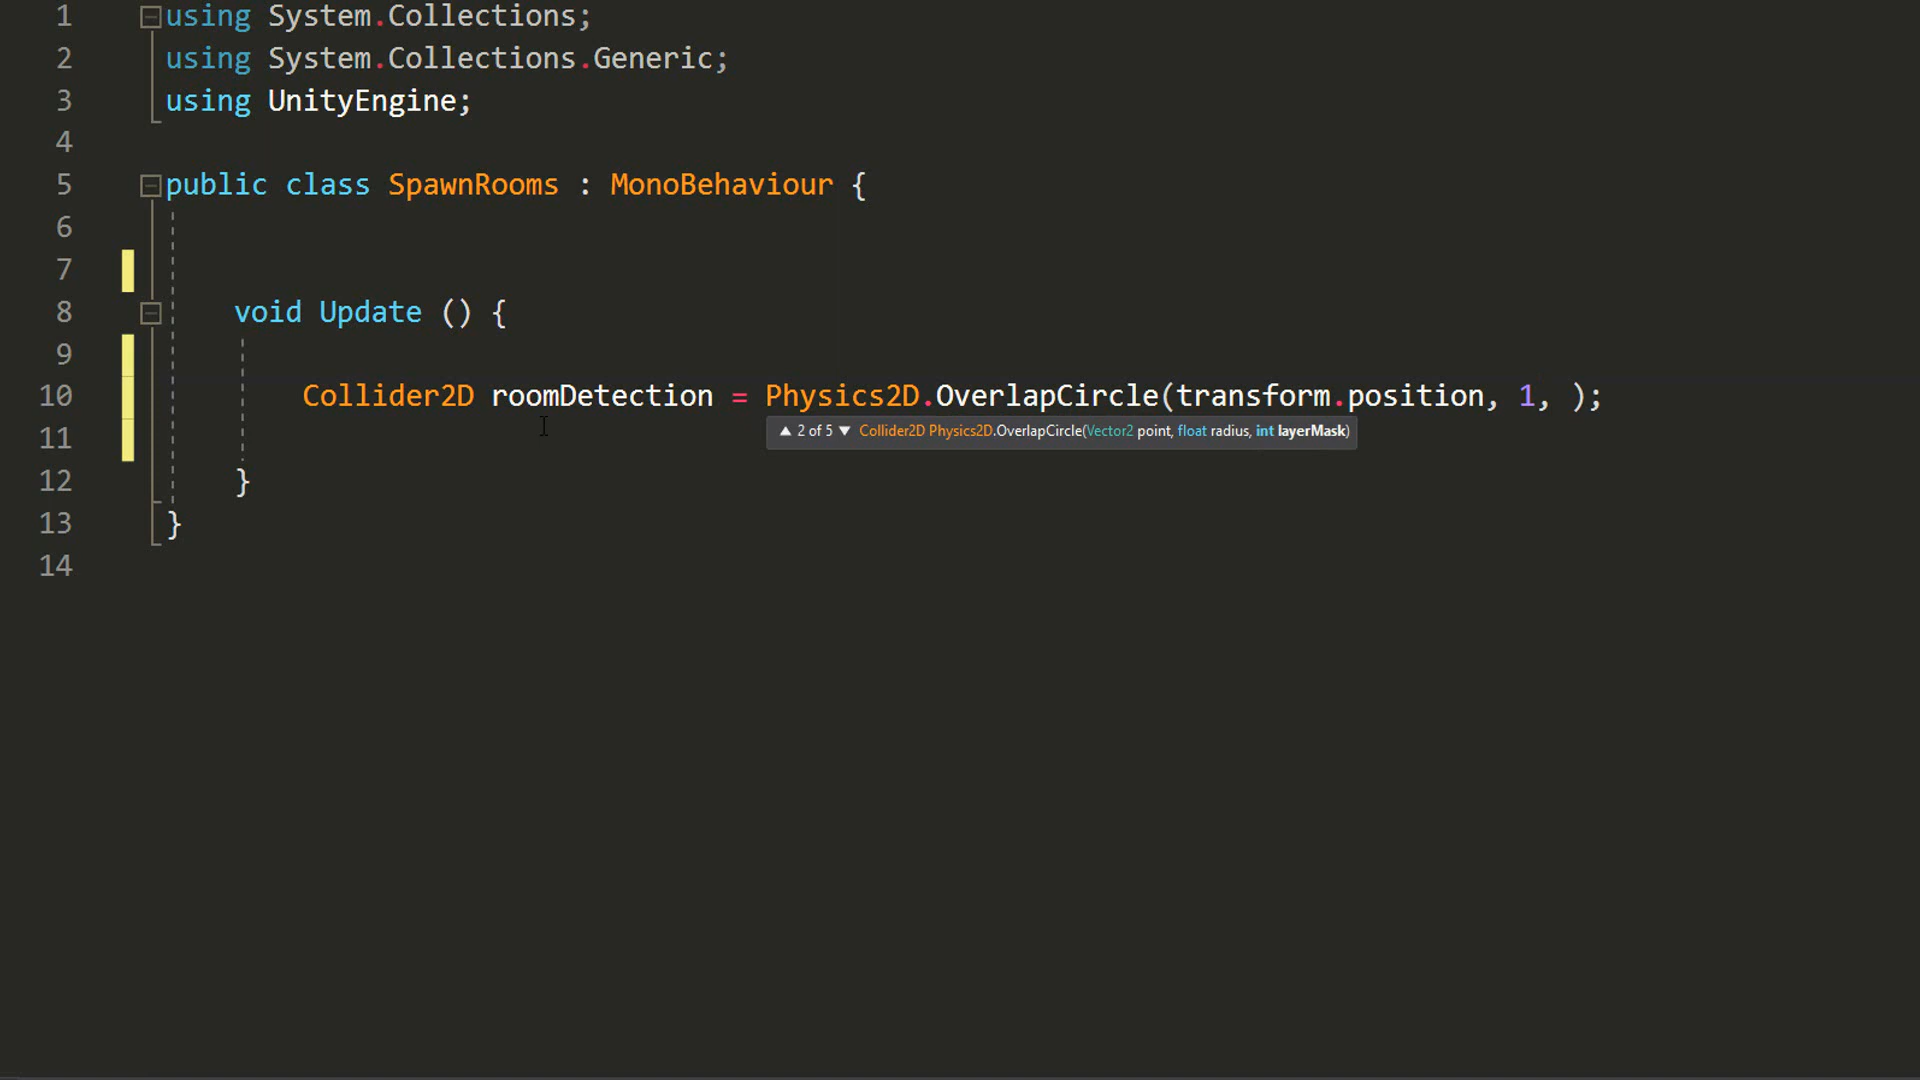 1 using System.Collections;
2 using System.Collections.Generic;
3 using UnityEngine;
4
5 public class SpawnRooms : MonoBehaviour {
6
7
8 void Update () {
9
10 Collider2D roomDetection = Physics2D.OverlapCircle(transform.position, 1, );
▲ 2 of 5 ▼ Collider2D Physics2D.OverlapCircle(Vector2 point, float radius, int layerMask)
11
12 }
13 }
14